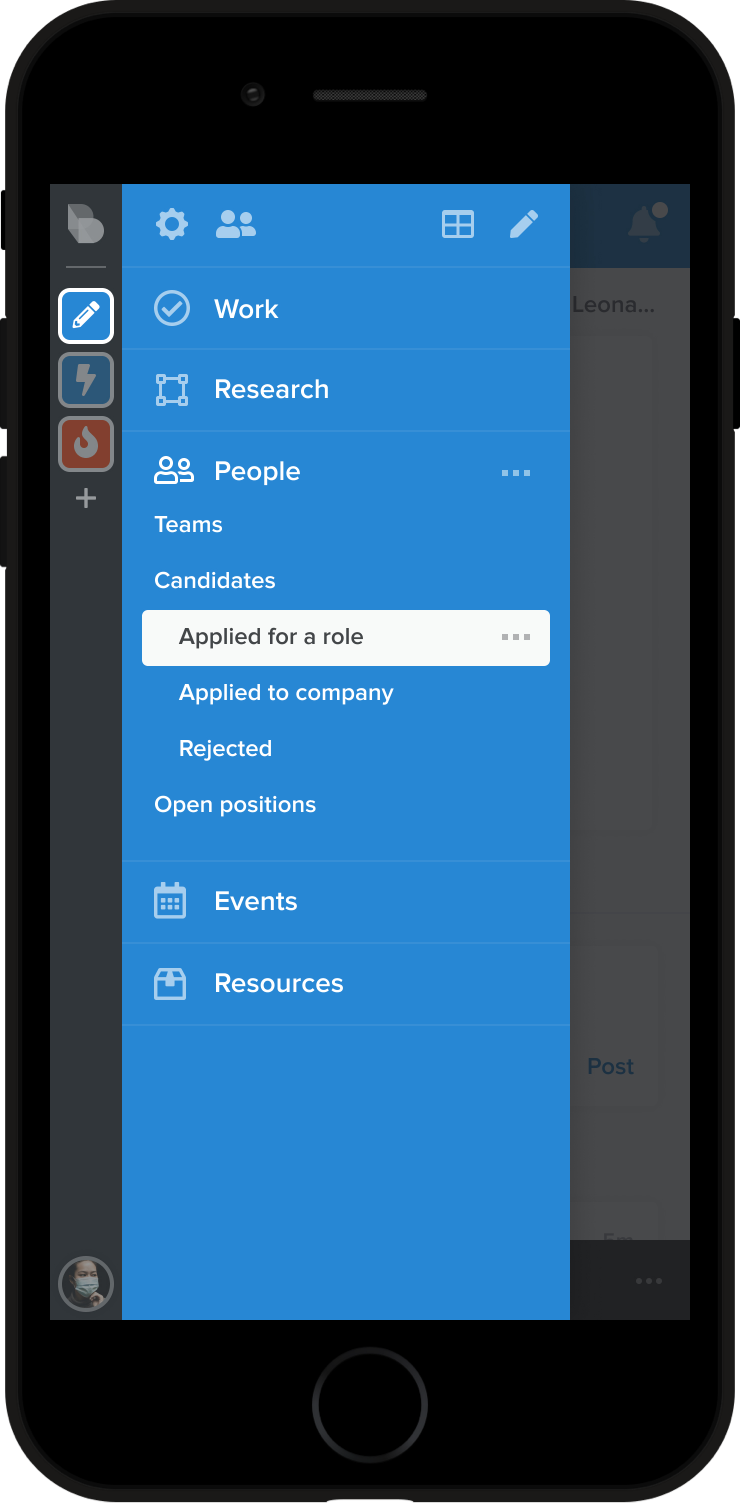 Leona...
Work
Research
People
Teams
Candidates
Applied for a role
Applied to company
Rejected
Open positions
Events
Resources
Post